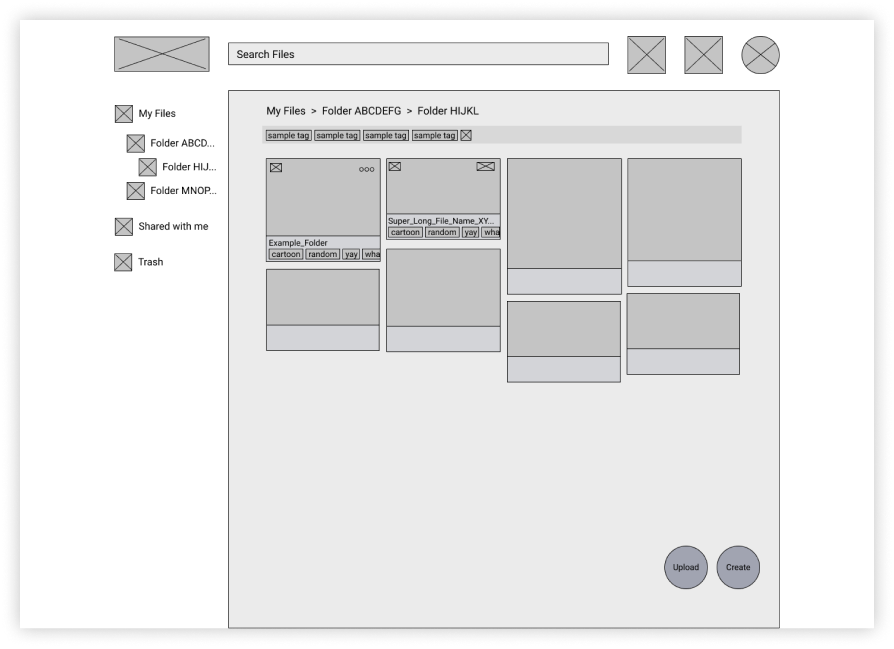 Search Files
My Files
Folder ABCD...
Folder HIJ...
Folder MNOP...
Shared with me
Trash
My Files > Folder ABCDEFG > Folder HIJKL
sample tag sample tag sample tag sample tag
ooo
Example_Folder
cartoon random yay wha
Super_Long_File_Name_XY...
cartoon random yay wha
Upload Create